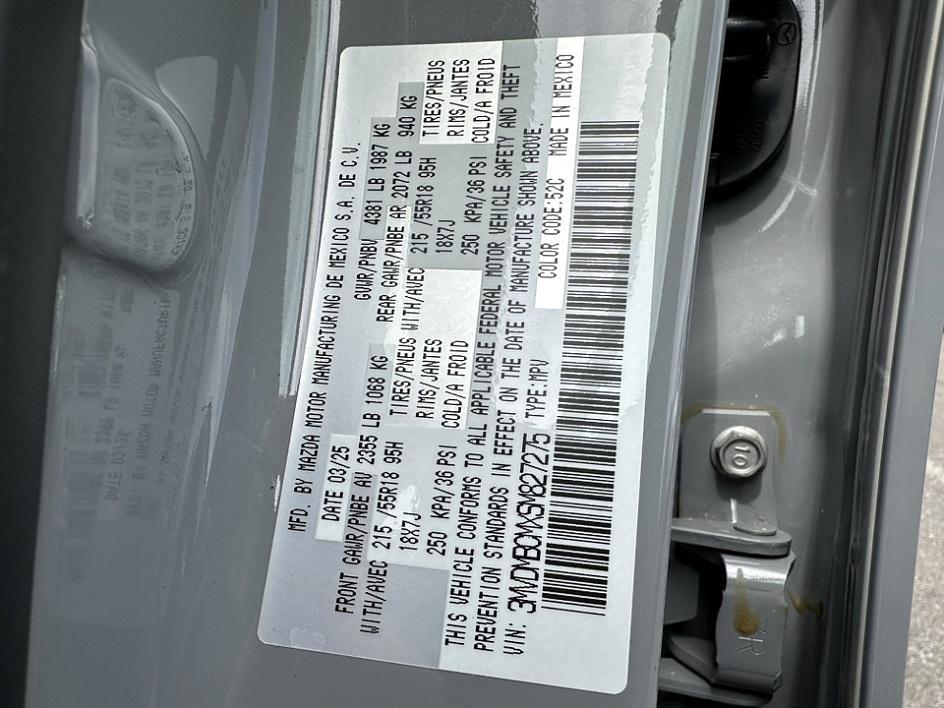 MFD. BY MAZDA MOTOR MANUFACTURING DE MEXICO S.A. DE C.V.
DATE 03/25 GVWR/PNBV 4381 LB 1987 KG
FRONT GAWR/PNBE AV 2355 LB 1068 KG REAR GAWR/PNBE AR 2072 LB 940 KG
WITH/AVEC 215 /55R18 95H TIRES/PNEUS WITH/AVEC 215 /55R18 95H TIRES/PNEUS
18X7J RIMS/JANTES 18X7J RIMS/JANTES
250 KPA/36 PSI COLD/A FROID 250 KPA/36 PSI COLD/A FROID
THIS VEHICLE CONFORMS TO ALL APPLICABLE FEDERAL MOTOR VEHICLE SAFETY AND THEFT
PREVENTION STANDARDS IN EFFECT ON THE DATE OF MANUFACTURE SHOWN ABOVE.
VIN: 3MVDMBCMXSM827275 TYPE:MPV COLOR CODE:52C MADE IN MEXICO
10